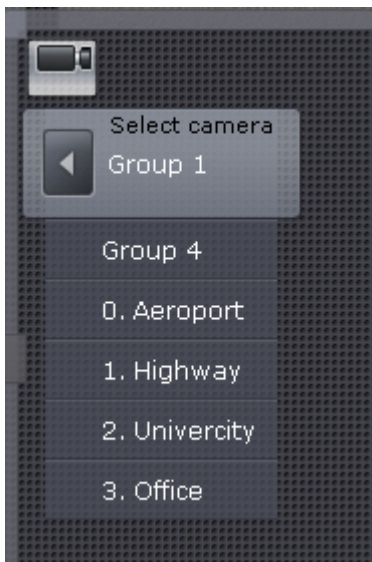 Select camera
Group 1
Group 4
0. Aeroport
1. Highway
2. Univercity
3. Office